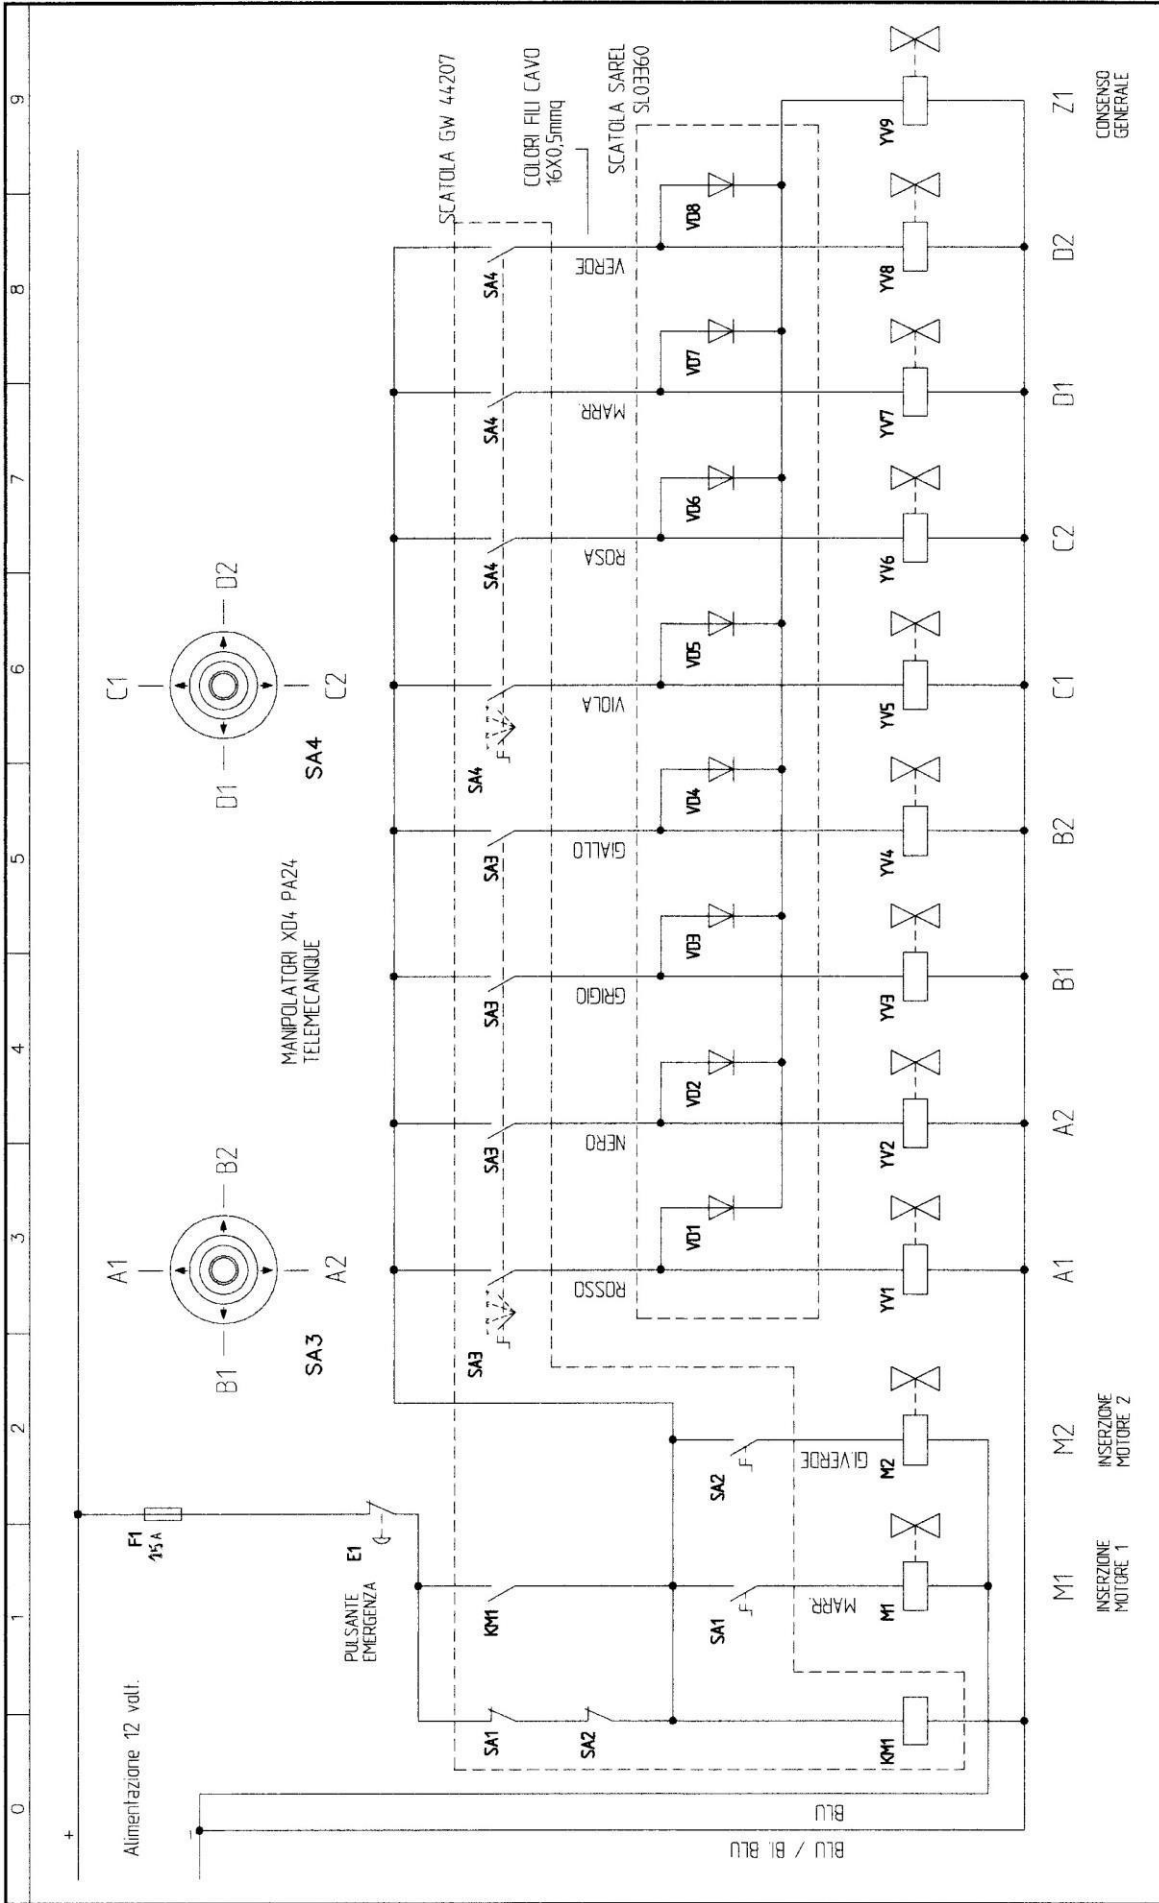 0 1 2 3 4 5 6 7 8 9
+
Alimentazione 12 volt.
-
F1
15 A
E1
PULSANTE
EMERGENZA
A1
B1
B2
A2
SA3
MANIPOLATORI XD4 PA24
TELEMECANIQUE
C1
D1
D2
C2
SA4
SCATOLA GW 44207
COLORI FILI CAVO
16X0,5mmq
SCATOLA SAREL
SL03360
SA1
SA2
KM1
SA3
SA3
SA3
SA3
SA4
SA4
SA4
SA4
ROSSO
NERO
GRIGIO
GIALLO
VIOLA
ROSA
MARR.
VERDE
SA1
SA2
MARR.
GI.VERDE
VD1
VD2
VD3
VD4
VD5
VD6
VD7
VD8
KM1
M1
M2
YV1
YV2
YV3
YV4
YV5
YV6
YV7
YV8
YV9
BLU
BLU / BI. BLU
M1
M2
A1
A2
B1
B2
C1
C2
D1
D2
Z1
INSERZIONE
MOTORE 1
INSERZIONE
MOTORE 2
CONSENSO
GENERALE